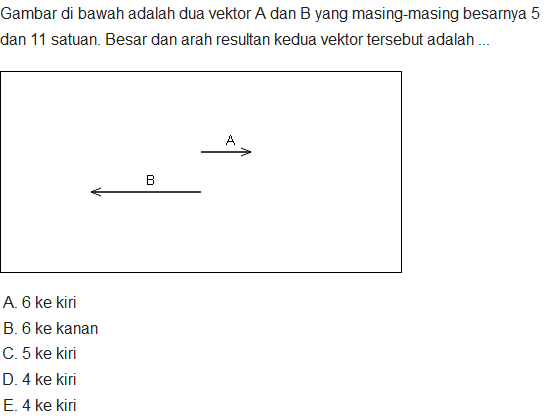 Gambar di bawah adalah dua vektor A dan B yang masing-masing besarnya 5
dan 11 satuan. Besar dan arah resultan kedua vektor tersebut adalah ...
A
B
A. 6 ke kiri
B. 6 ke kanan
C. 5 ke kiri
D. 4 ke kiri
E. 4 ke kiri